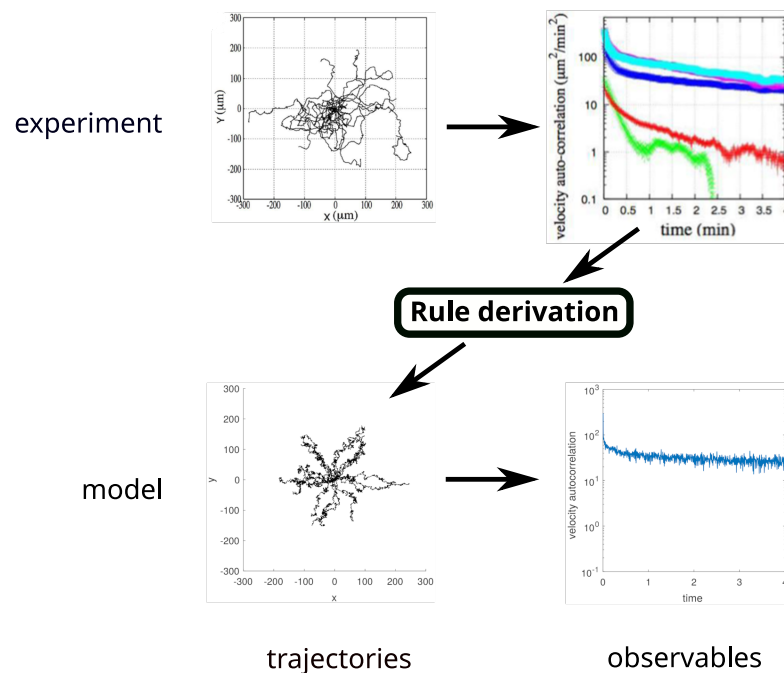 experiment
300
200
100
0
-100
-200
-300
-300 -200 -100 0 100 200 300
Y (μm)
X (μm)
100
10
1
0.1
0 0.5 1 1.5 2 2.5 3 3.5
velocity auto-correlation (μm²/min²)
time (min)
Rule derivation
model
300
200
100
0
-100
-200
-300
-300 -200 -100 0 100 200 300
y
x
10³
10²
10¹
10⁰
10⁻¹
0 1 2 3 4
velocity autocorrelation
time
trajectories
observables